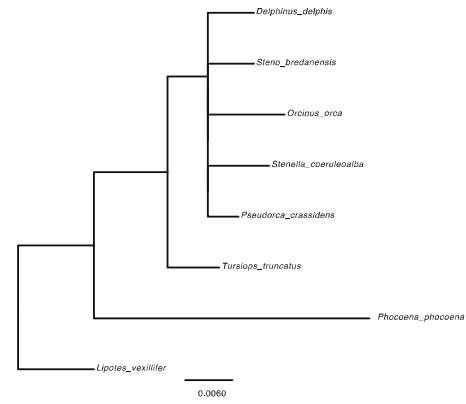 Delphinus_delphis
Steno_bredanensis
Orcinus_orca
Stenella_coeruleoalba
Pseudorca_crassidens
Tursiops_truncatus
Phocoena_phocoena
Lipotes_vexillifer
0.0060